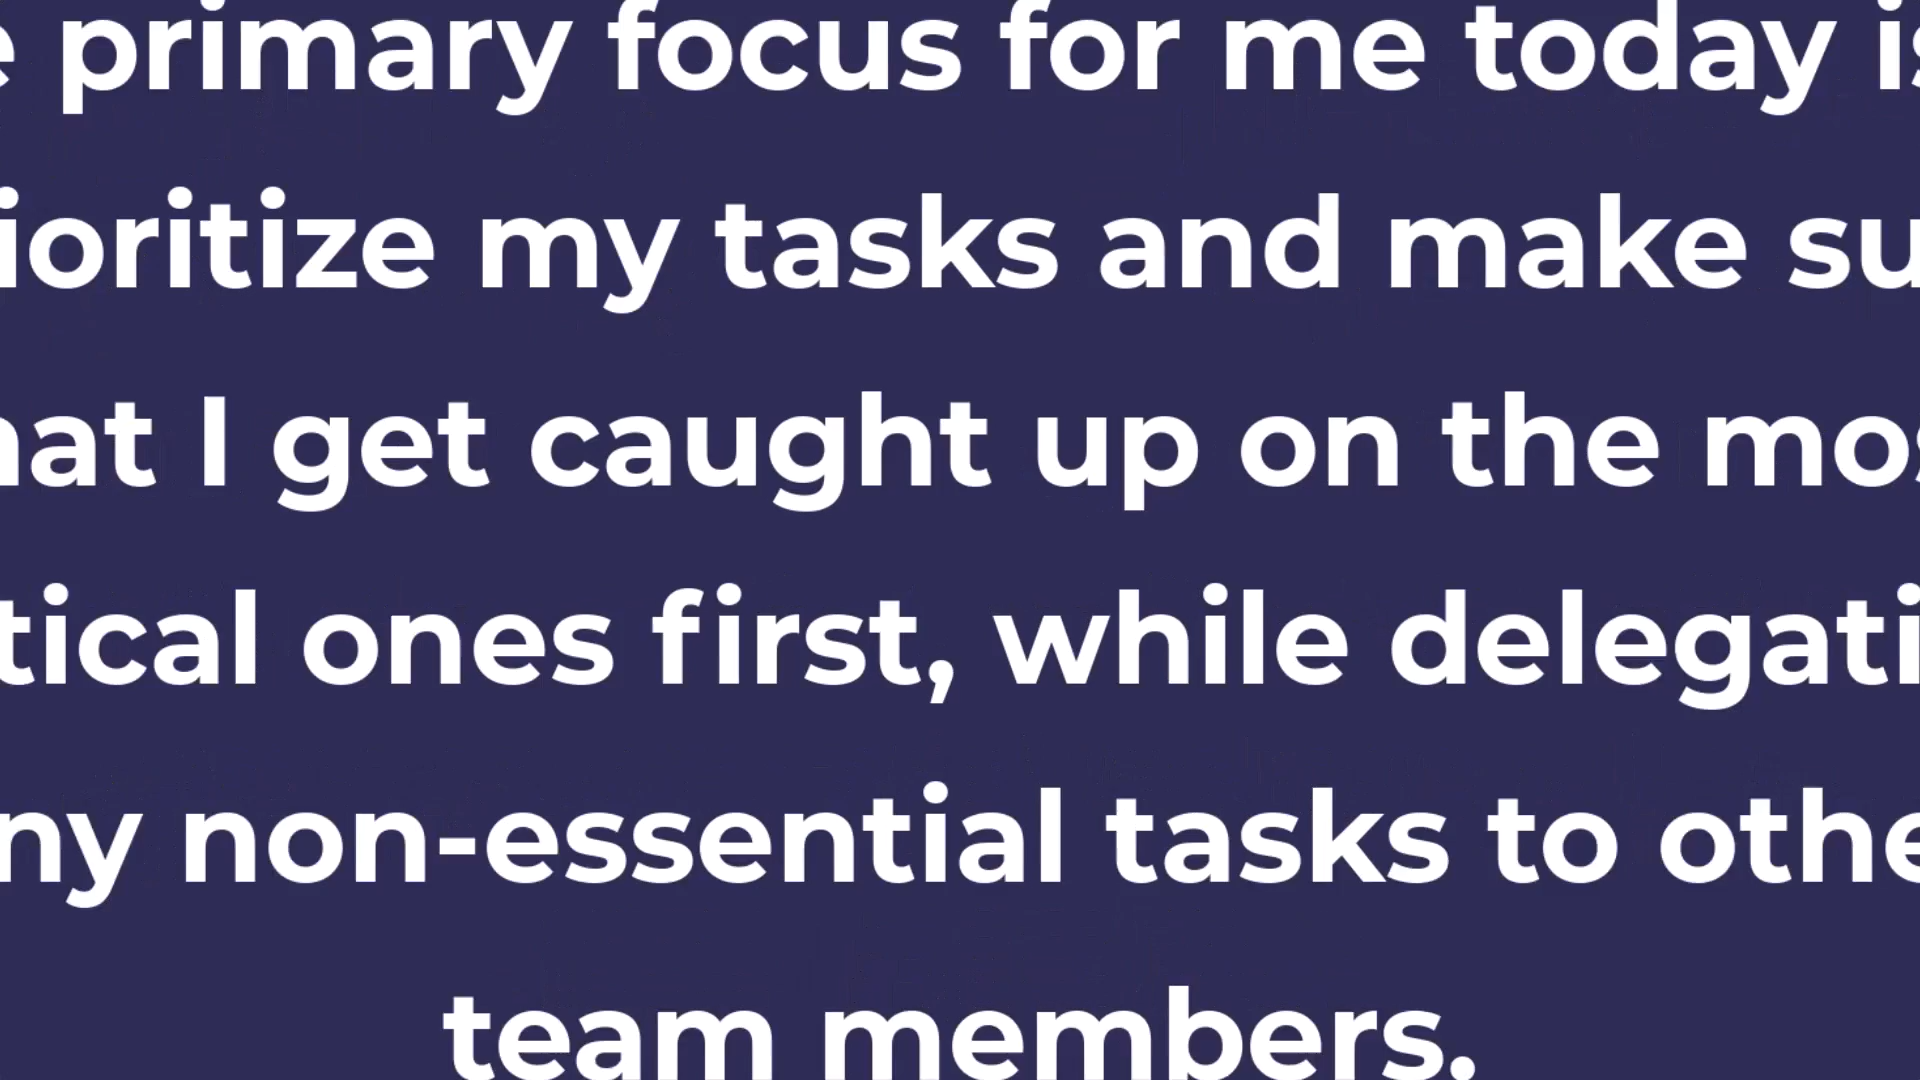 primary focus for me today is
ioritize my tasks and make su
hat I get caught up on the mos
tical ones first, while delegati
ny non-essential tasks to othe
team members.